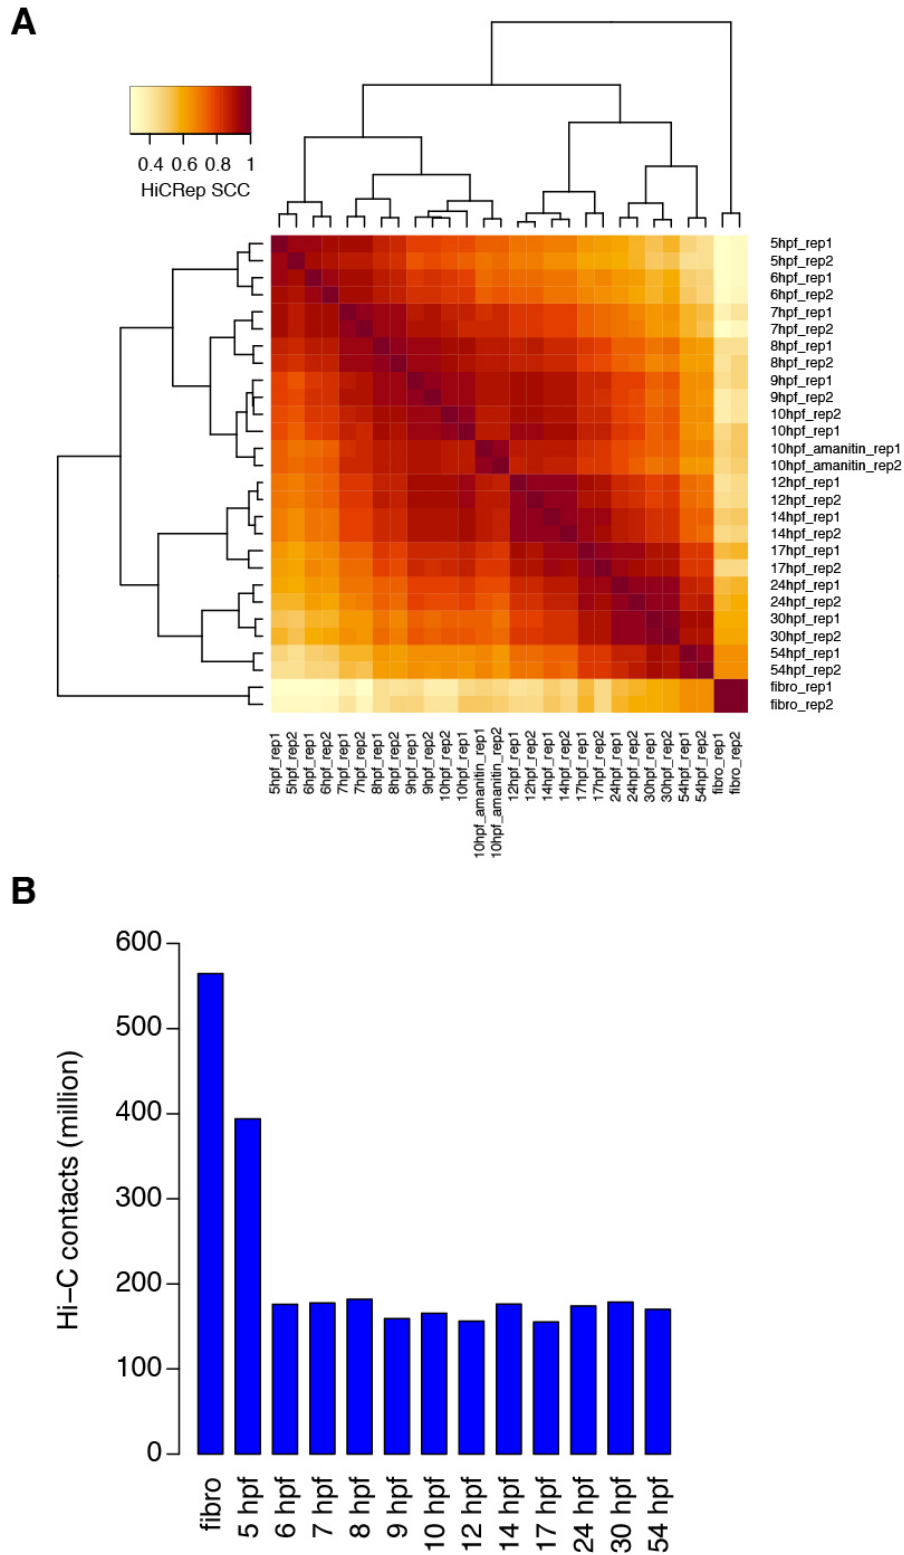 A
0.4 0.6 0.8 1
HiCRep SCC
5hpf_rep1
5hpf_rep2
6hpf_rep1
6hpf_rep2
7hpf_rep1
7hpf_rep2
8hpf_rep1
8hpf_rep2
9hpf_rep1
9hpf_rep2
10hpf_rep2
10hpf_rep1
10hpf_amanitin_rep1
10hpf_amanitin_rep2
12hpf_rep1
12hpf_rep2
14hpf_rep1
14hpf_rep2
17hpf_rep1
17hpf_rep2
24hpf_rep1
24hpf_rep2
30hpf_rep1
30hpf_rep2
54hpf_rep1
54hpf_rep2
fibro_rep1
fibro_rep2
5hpf_rep1
5hpf_rep2
6hpf_rep1
6hpf_rep2
7hpf_rep1
7hpf_rep2
8hpf_rep1
8hpf_rep2
9hpf_rep1
9hpf_rep2
10hpf_rep2
10hpf_rep1
10hpf_amanitin_rep1
10hpf_amanitin_rep2
12hpf_rep1
12hpf_rep2
14hpf_rep1
14hpf_rep2
17hpf_rep1
17hpf_rep2
24hpf_rep1
24hpf_rep2
30hpf_rep1
30hpf_rep2
54hpf_rep1
54hpf_rep2
fibro_rep1
fibro_rep2
B
Hi−C contacts (million)
600
500
400
300
200
100
0
fibro
5 hpf
6 hpf
7 hpf
8 hpf
9 hpf
10 hpf
12 hpf
14 hpf
17 hpf
24 hpf
30 hpf
54 hpf